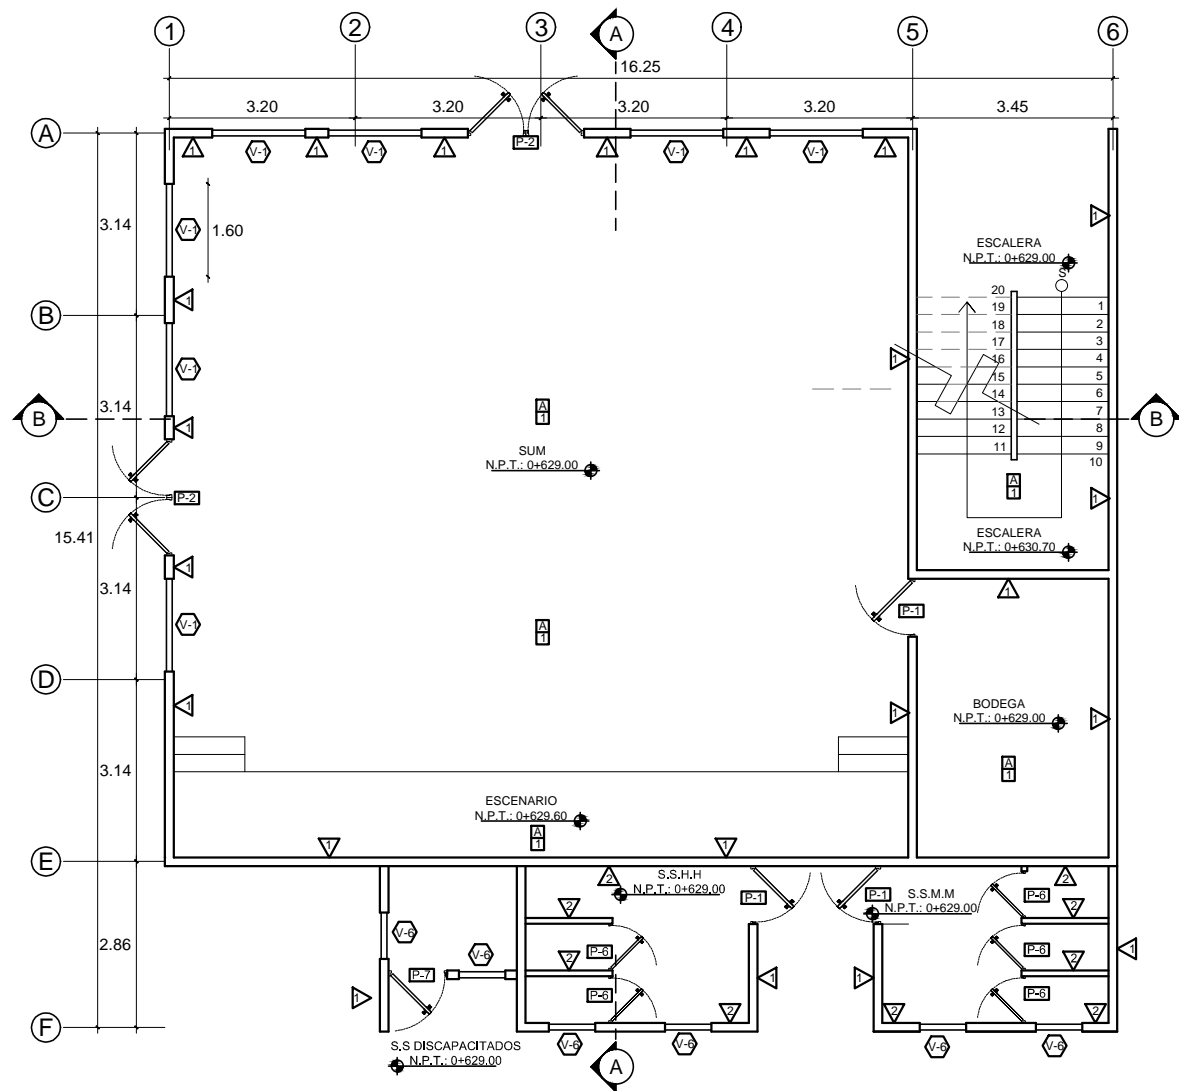 1
2
3
A
4
5
6
16.25
3.20
3.20
3.20
3.20
3.45
A
P-2
1
V-1
1
V-1
1
1
V-1
1
V-1
1
3.14
V-1
1.60
1
ESCALERA
N.P.T.: 0+629.00
S
B
1
20
19
18
17
16
15
14
13
12
11
1
2
3
4
5
6
7
8
9
10
V-1
1
3.14
B
1
A
1
B
SUM
N.P.T.: 0+629.00
C
P-2
A
1
1
15.41
ESCALERA
N.P.T.: 0+630.70
1
3.14
V-1
P-1
1
A
1
D
1
1
BODEGA
N.P.T.: 0+629.00
1
3.14
A
1
ESCENARIO
N.P.T.: 0+629.60
A
1
1
1
E
2
S.S.H.H
N.P.T.: 0+629.00
P-1
P-1
S.S.M.M
N.P.T.: 0+629.00
2
P-6
2
2
2.86
V-6
V-6
P-7
2
P-6
P-6
2
1
1
1
1
P-6
P-6
2
2
2
F
V-6
V-6
V-6
V-6
S.S DISCAPACITADOS
N.P.T.: 0+629.00
A